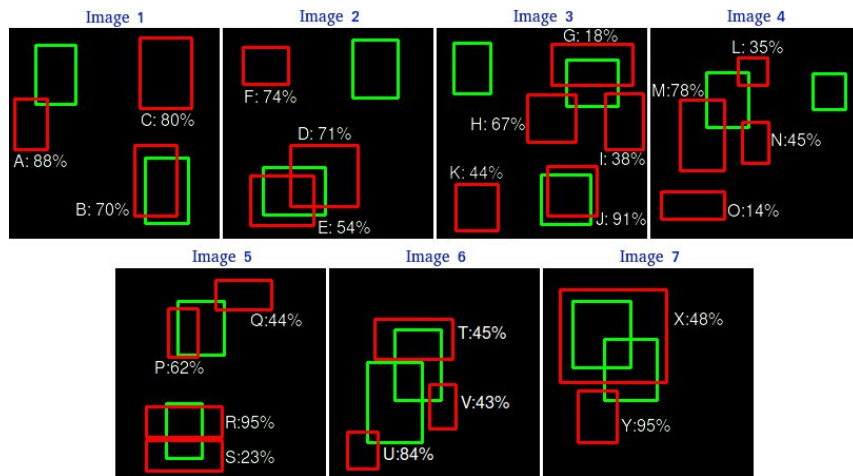 Image 1
Image 2
Image 3
Image 4
A: 88%
C: 80%
B: 70%
F: 74%
D: 71%
E: 54%
G: 18%
H: 67%
I: 38%
K: 44%
J: 91%
L: 35%
M: 78%
N:45%
O:14%
Image 5
Image 6
Image 7
Q:44%
P:62%
R:95%
S:23%
T:45%
V:43%
U:84%
X:48%
Y:95%